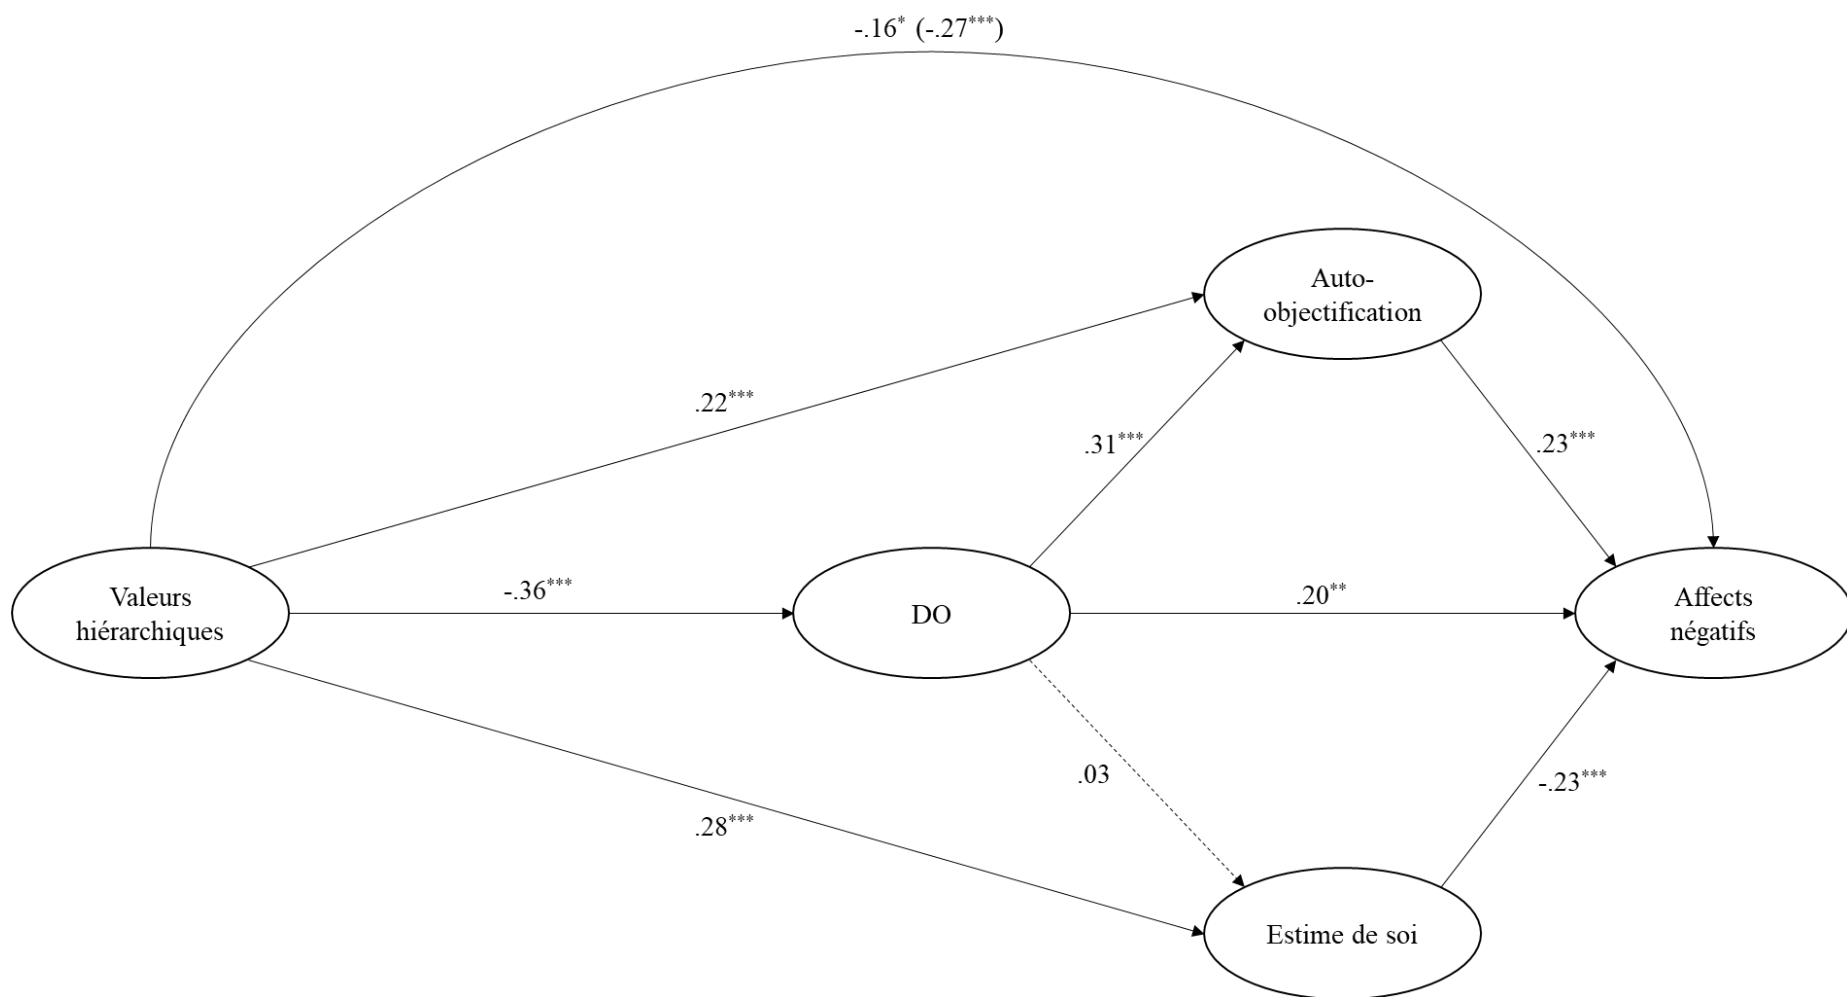 -.16* (-.27***)
Auto-
objectification
.22***
.31***
.23***
Valeurs
hiérarchiques
-.36***
DO
.20**
Affects
négatifs
.03
-.23***
.28***
Estime de soi